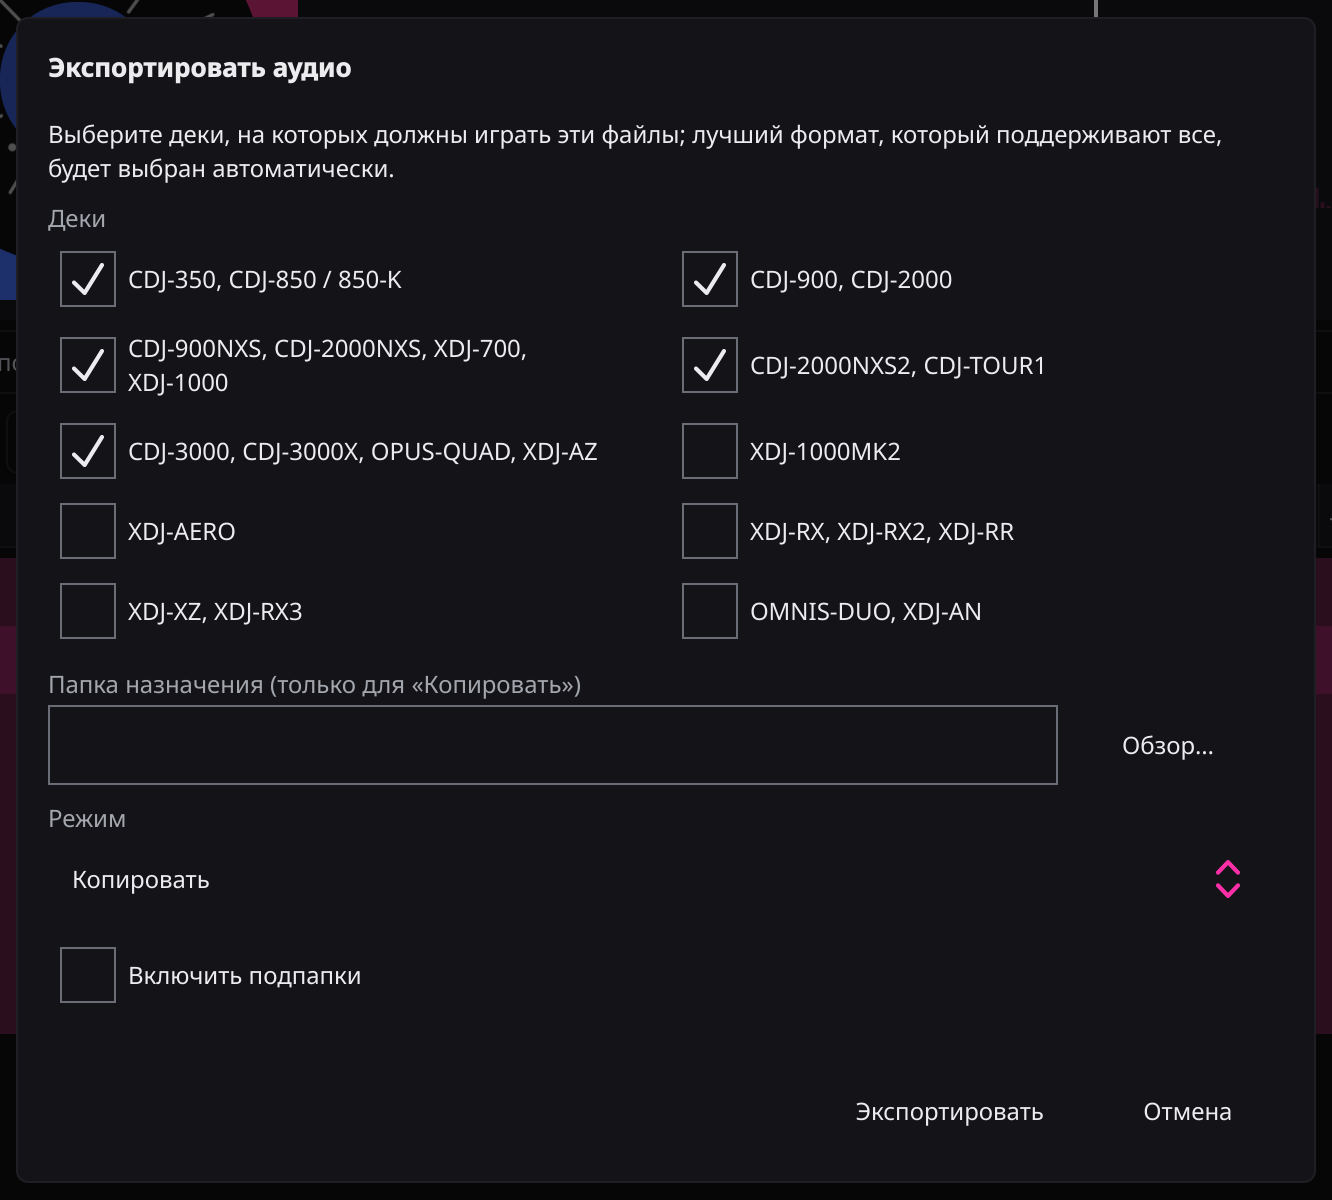 Экспортировать аудио
Выберите деки, на которых должны играть эти файлы; лучший формат, который поддерживают все,
будет выбран автоматически.
Деки
CDJ-350, CDJ-850 / 850-K
CDJ-900, CDJ-2000
CDJ-900NXS, CDJ-2000NXS, XDJ-700,
XDJ-1000
CDJ-2000NXS2, CDJ-TOUR1
CDJ-3000, CDJ-3000X, OPUS-QUAD, XDJ-AZ
XDJ-1000MK2
XDJ-AERO
XDJ-RX, XDJ-RX2, XDJ-RR
XDJ-XZ, XDJ-RX3
OMNIS-DUO, XDJ-AN
Папка назначения (только для «Копировать»)
Обзор...
Режим
Копировать
Включить подпапки
Экспортировать
Отмена